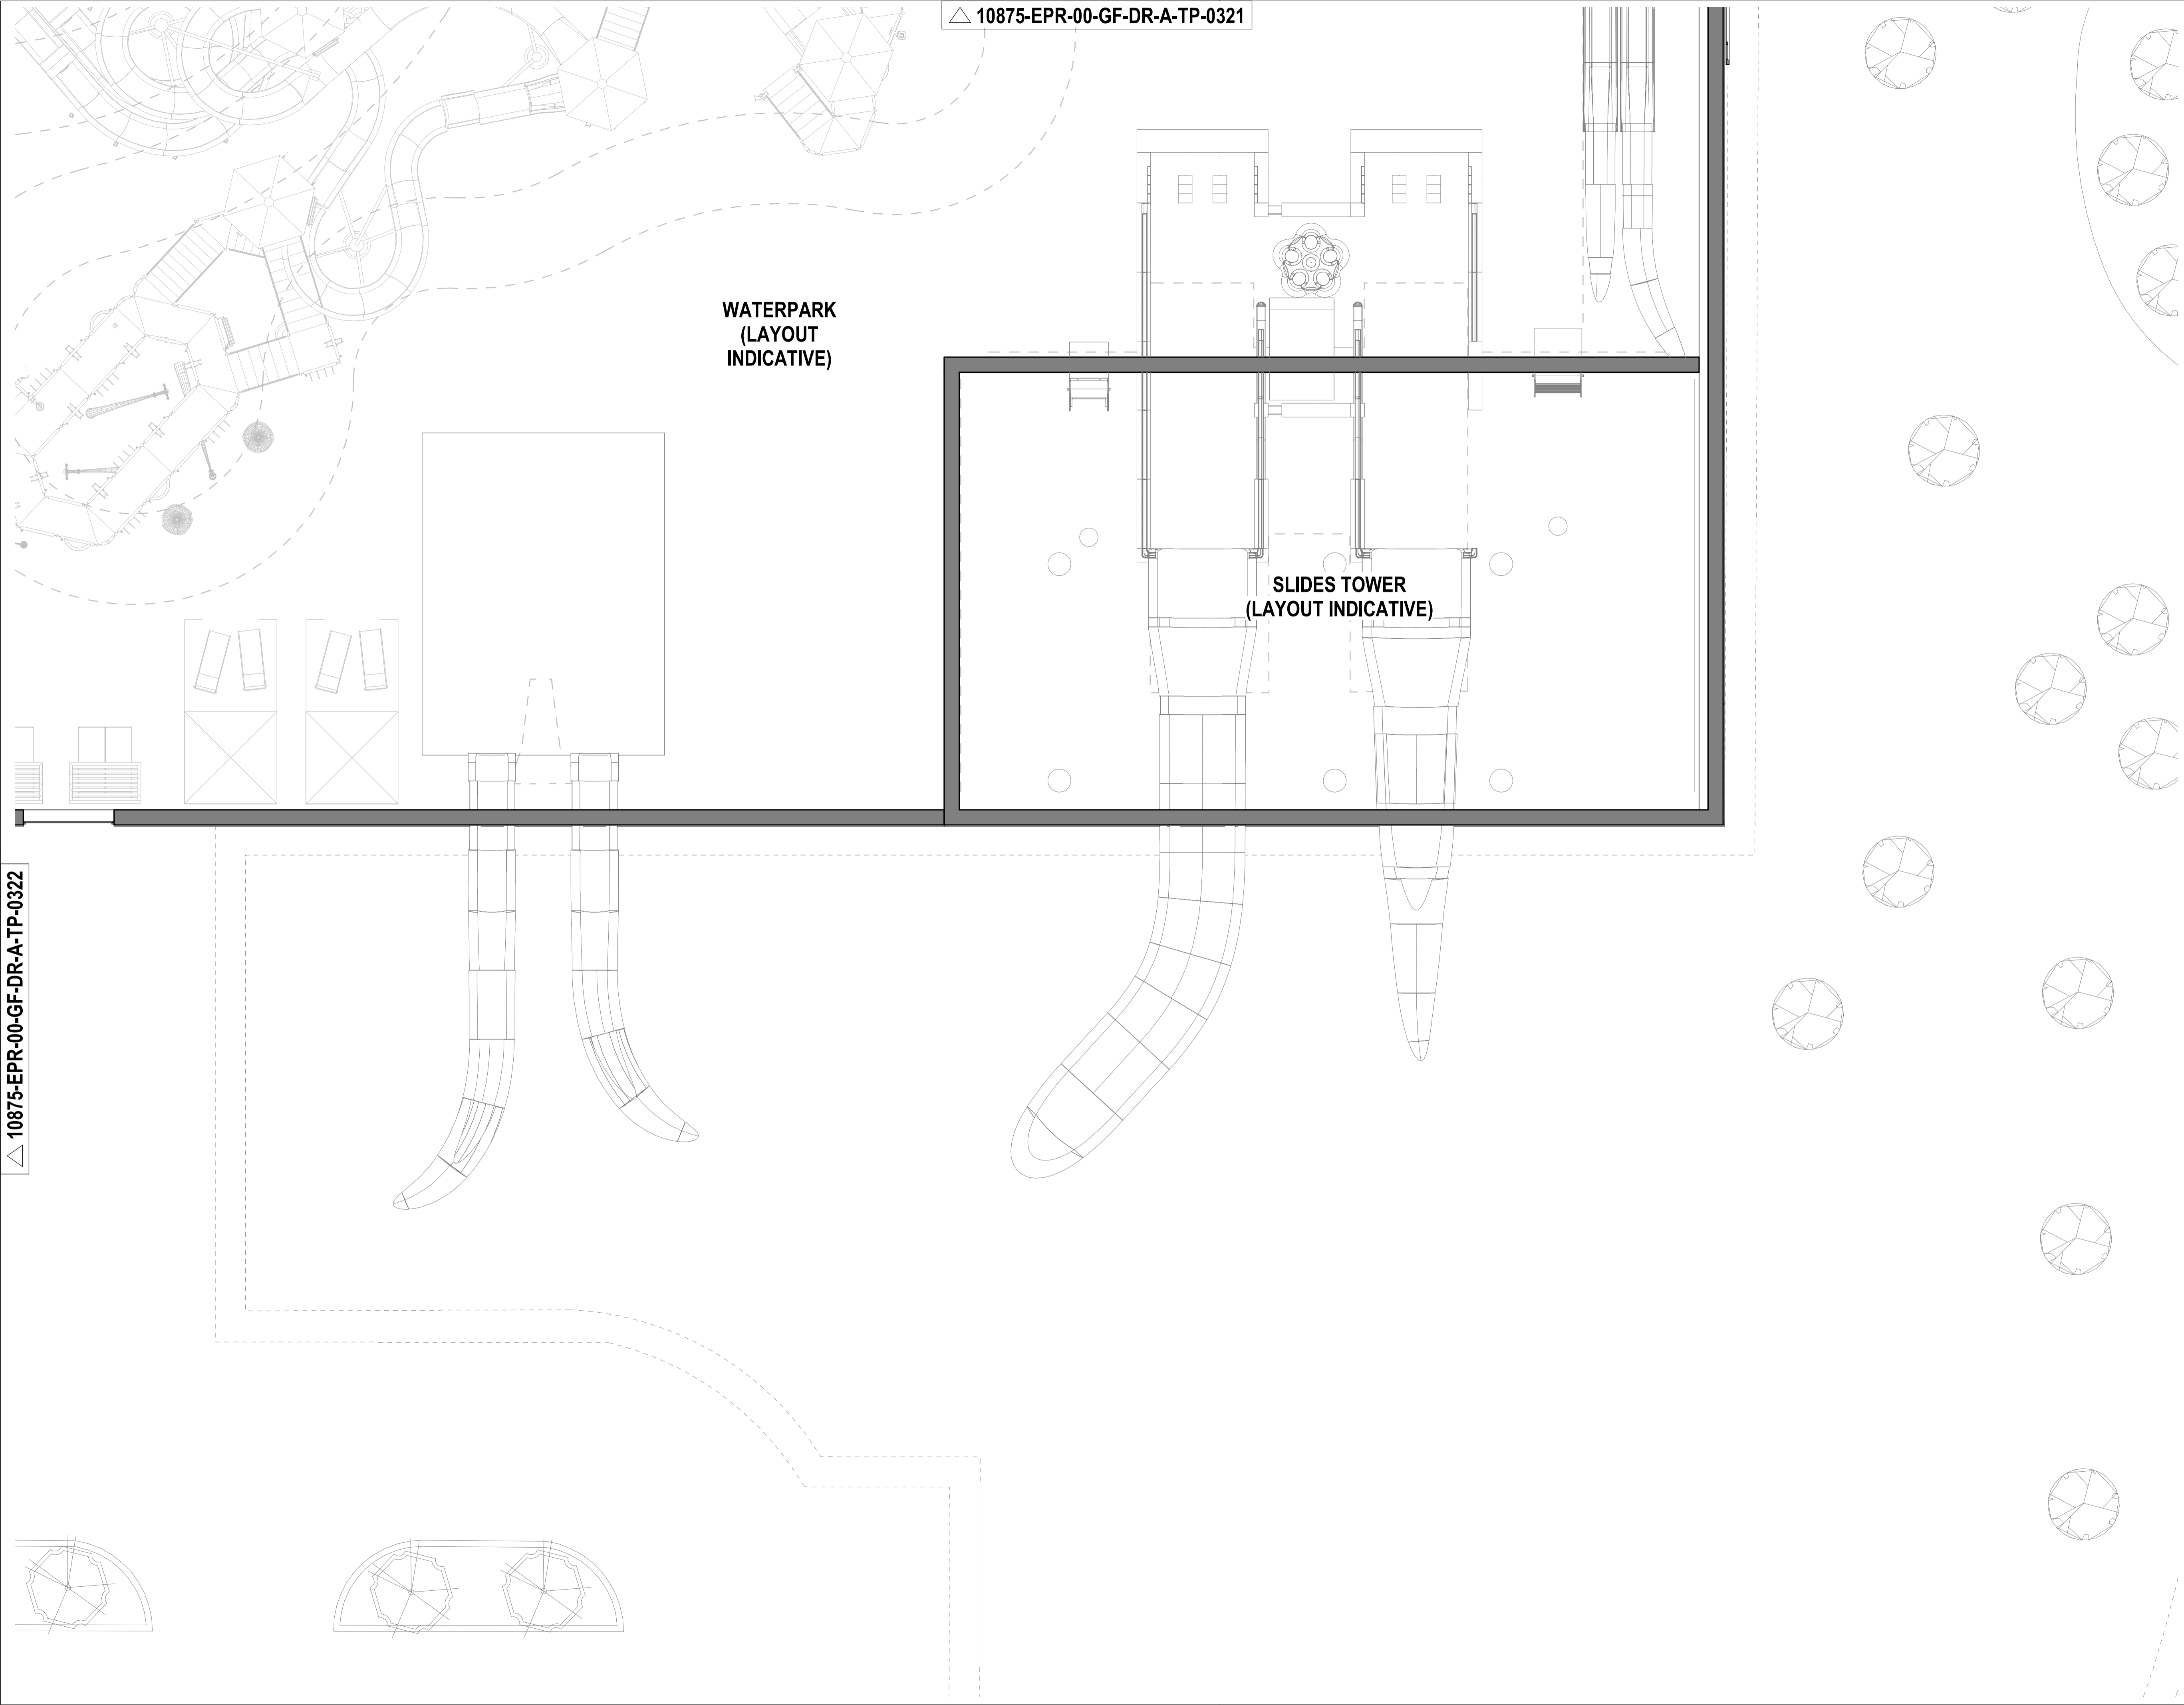 10875-EPR-00-GF-DR-A-TP-0321
WATERPARK
(LAYOUT
INDICATIVE)
SLIDES TOWER
(LAYOUT INDICATIVE)
10875-EPR-00-GF-DR-A-TP-0322